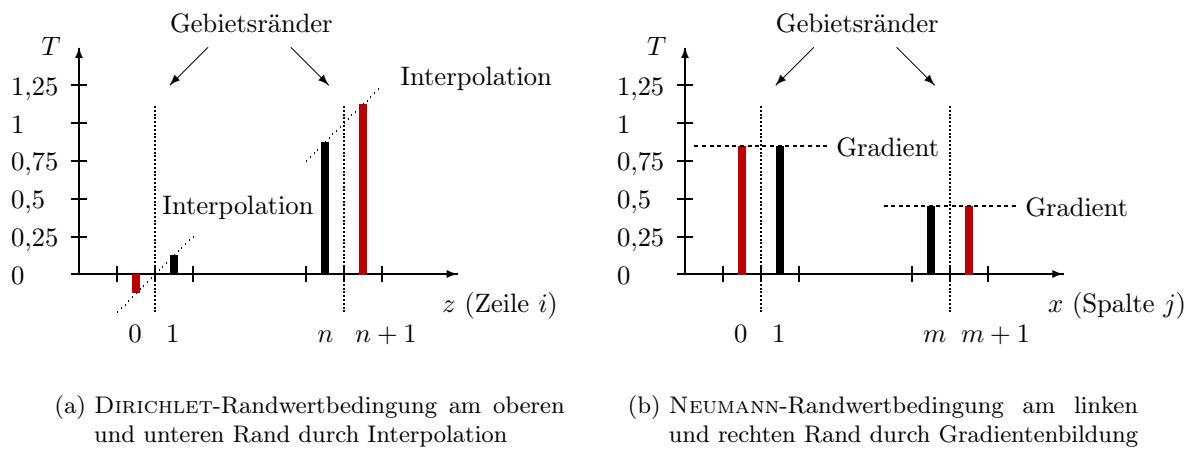 Gebietsränder
T
1,25
1
0,75
0,5
0,25
0
Interpolation
Interpolation
z (Zeile i)
0 1 n n + 1
(a) DIRICHLET-Randwertbedingung am oberen
und unteren Rand durch Interpolation
Gebietsränder
T
1,25
1
0,75
0,5
0,25
0
Gradient
Gradient
x (Spalte j)
0 1 m m + 1
(b) NEUMANN-Randwertbedingung am linken
und rechten Rand durch Gradientenbildung